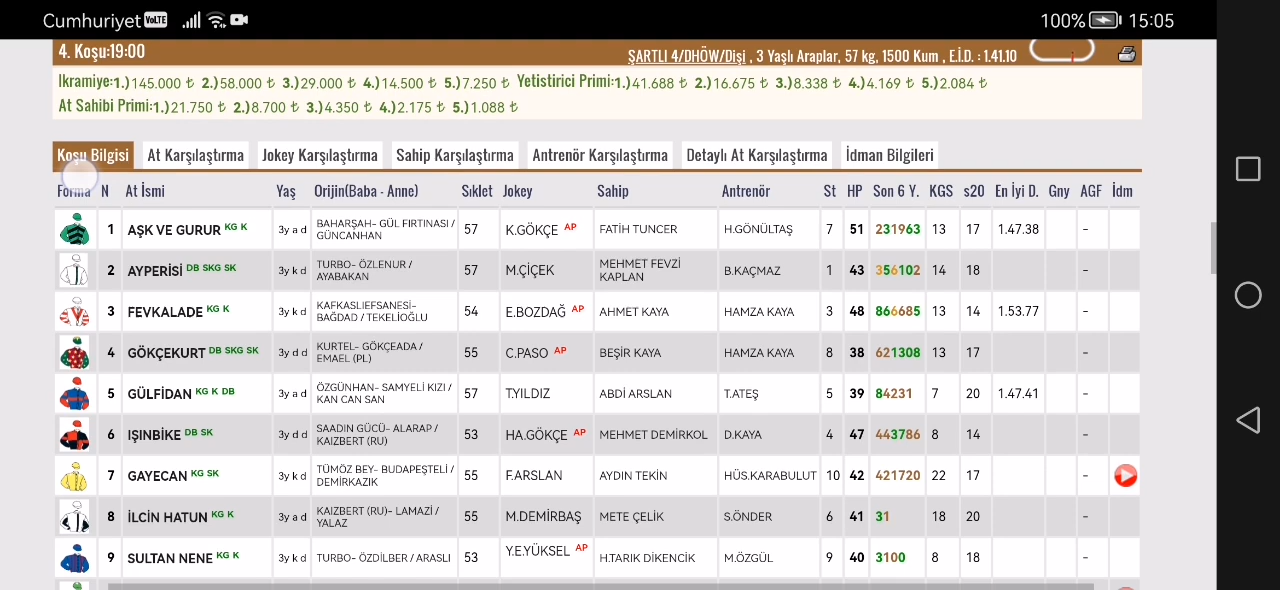 Cumhuriyet VoLTE 100% 15:05
4. Koşu:19:00 ŞARTLI 4/DHÖW/Dişi , 3 Yaşlı Araplar, 57 kg, 1500 Kum , E.İ.D. : 1.41.10
Ikramiye:1.)145.000 ₺ 2.)58.000 ₺ 3.)29.000 ₺ 4.)14.500 ₺ 5.)7.250 ₺ Yetistirici Primi:1.)41.688 ₺ 2.)16.675 ₺ 3.)8.338 ₺ 4.)4.169 ₺ 5.)2.084 ₺
At Sahibi Primi:1.)21.750 ₺ 2.)8.700 ₺ 3.)4.350 ₺ 4.)2.175 ₺ 5.)1.088 ₺
Koşu Bilgisi At Karşılaştırma Jokey Karşılaştırma Sahip Karşılaştırma Antrenör Karşılaştırma Detaylı At Karşılaştırma İdman Bilgileri
Forma N At İsmi Yaş Orijin(Baba - Anne) Sıklet Jokey Sahip Antrenör St HP Son 6 Y. KGS s20 En İyi D. Gny AGF İdm
1 AŞK VE GURUR KG K 3y a d BAHARŞAH- GÜL FIRTINASI / GÜNCANHAN 57 K.GÖKÇE AP FATİH TUNCER H.GÖNÜLTAŞ 7 51 231963 13 17 1.47.38 -
2 AYPERİSİ DB SKG SK 3y k d TURBO- ÖZLENUR / AYABAKAN 57 M.ÇİÇEK MEHMET FEVZİ KAPLAN B.KAÇMAZ 1 43 356102 14 18 -
3 FEVKALADE KG K 3y k d KAFKASLIEFSANESİ- BAĞDAD / TEKELİOĞLU 54 E.BOZDAĞ AP AHMET KAYA HAMZA KAYA 3 48 866685 13 14 1.53.77 -
4 GÖKÇEKURT DB SKG SK 3y d d KURTEL- GÖKÇEADA / EMAEL (PL) 55 C.PASO AP BEŞİR KAYA HAMZA KAYA 8 38 621308 13 17 -
5 GÜLFİDAN KG K DB 3y a d ÖZGÜNHAN- SAMYELİ KIZI / KAN CAN SAN 57 T.YILDIZ ABDİ ARSLAN T.ATEŞ 5 39 84231 7 20 1.47.41 -
6 IŞINBİKE DB SK 3y d d SAADIN GÜCÜ- ALARAP / KAIZBERT (RU) 53 HA.GÖKÇE AP MEHMET DEMİRKOL D.KAYA 4 47 443786 8 14 -
7 GAYECAN KG SK 3y k d TÜMÖZ BEY- BUDAPEŞTELİ / DEMİRKAZIK 55 F.ARSLAN AYDIN TEKİN HÜS.KARABULUT 10 42 421720 22 17 -
8 İLCİN HATUN KG K 3y a d KAIZBERT (RU)- LAMAZİ / YALAZ 55 M.DEMİRBAŞ METE ÇELİK S.ÖNDER 6 41 31 18 20 -
9 SULTAN NENE KG K 3y k d TURBO- ÖZDİLBER / ARASLI 53 Y.E.YÜKSEL AP H.TARIK DİKENCİK M.ÖZGÜL 9 40 3100 8 18 -